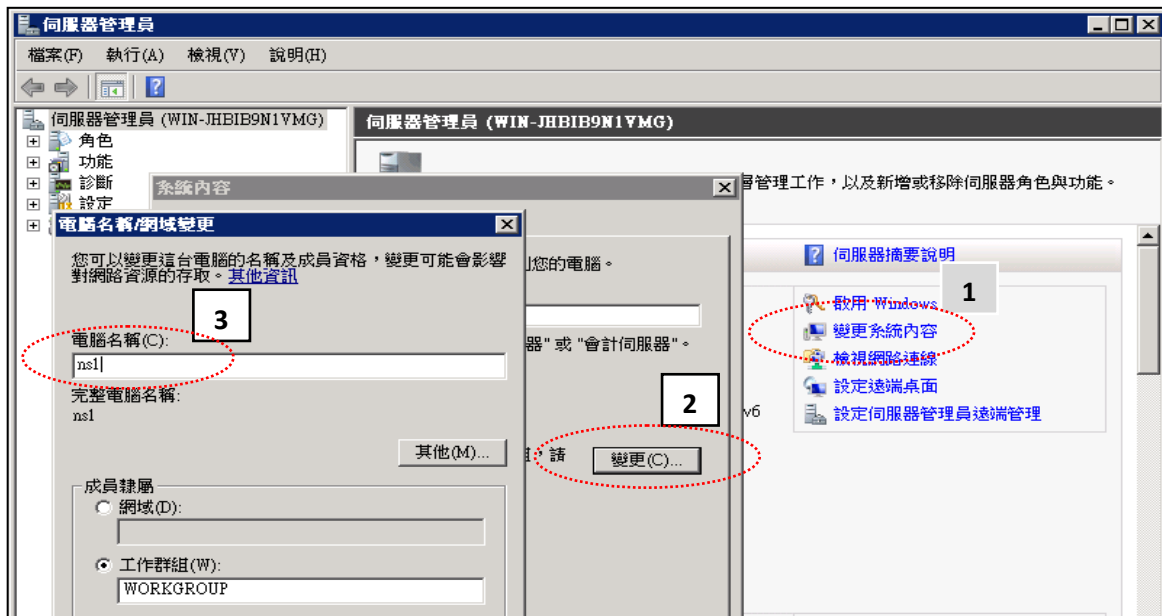 伺服器管理員
檔案(F) 執行(A) 檢視(V) 說明(H)
伺服器管理員 (WIN-JHBIB9N1VMG)
角色
功能
診斷
設定
伺服器管理員 (WIN-JHBIB9N1VMG)
層管理工作，以及新增或移除伺服器角色與功能。
系統內容
電腦名稱/網域變更
您可以變更這台電腦的名稱及成員資格，變更可能會影響
對網路資源的存取。其他資訊
3
電腦名稱(C):
ns1
完整電腦名稱:
ns1
其他(M)...
成員隸屬
網域(D):
工作群組(W):
WORKGROUP
您的電腦。
器" 或 "會計伺服器"。
2
，請
變更(C)...
v6
伺服器摘要說明
1
啟用 Windows
變更系統內容
檢視網路連線
設定遠端桌面
設定伺服器管理員遠端管理